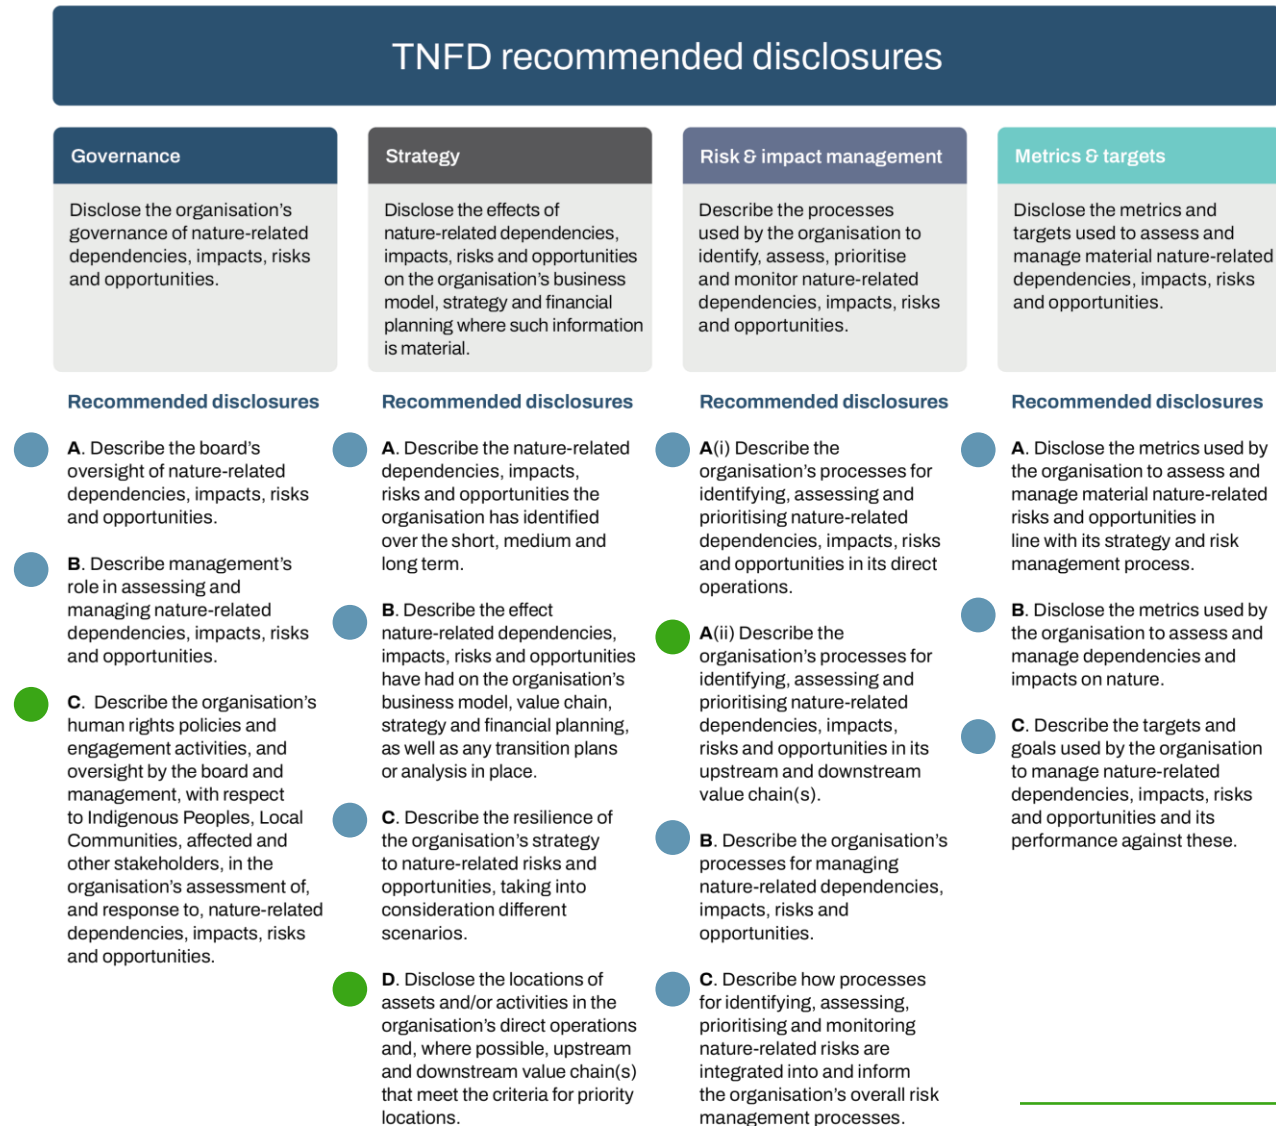 TNFD recommended disclosures
Governance
Disclose the organisation’s
governance of nature-related
dependencies, impacts, risks
and opportunities.
Recommended disclosures
A. Describe the board’s
oversight of nature-related
dependencies, impacts, risks
and opportunities.
B. Describe management’s
role in assessing and
managing nature-related
dependencies, impacts, risks
and opportunities.
C. Describe the organisation’s
human rights policies and
engagement activities, and
oversight by the board and
management, with respect
to Indigenous Peoples, Local
Communities, affected and
other stakeholders, in the
organisation’s assessment of,
and response to, nature-related
dependencies, impacts, risks
and opportunities.
Strategy
Disclose the effects of
nature-related dependencies,
impacts, risks and opportunities
on the organisation’s business
model, strategy and financial
planning where such information
is material.
Recommended disclosures
A. Describe the nature-related
dependencies, impacts,
risks and opportunities the
organisation has identified
over the short, medium and
long term.
B. Describe the effect
nature-related dependencies,
impacts, risks and opportunities
have had on the organisation’s
business model, value chain,
strategy and financial planning,
as well as any transition plans
or analysis in place.
C. Describe the resilience of
the organisation’s strategy
to nature-related risks and
opportunities, taking into
consideration different
scenarios.
D. Disclose the locations of
assets and/or activities in the
organisation’s direct operations
and, where possible, upstream
and downstream value chain(s)
that meet the criteria for priority
locations.
Risk & impact management
Describe the processes
used by the organisation to
identify, assess, prioritise
and monitor nature-related
dependencies, impacts, risks
and opportunities.
Recommended disclosures
A(i) Describe the
organisation’s processes for
identifying, assessing and
prioritising nature-related
dependencies, impacts, risks
and opportunities in its direct
operations.
A(ii) Describe the
organisation’s processes for
identifying, assessing and
prioritising nature-related
dependencies, impacts,
risks and opportunities in its
upstream and downstream
value chain(s).
B. Describe the organisation’s
processes for managing
nature-related dependencies,
impacts, risks and
opportunities.
C. Describe how processes
for identifying, assessing,
prioritising and monitoring
nature-related risks are
integrated into and inform
the organisation’s overall risk
management processes.
Metrics & targets
Disclose the metrics and
targets used to assess and
manage material nature-related
dependencies, impacts, risks
and opportunities.
Recommended disclosures
A. Disclose the metrics used by
the organisation to assess and
manage material nature-related
risks and opportunities in
line with its strategy and risk
management process.
B. Disclose the metrics used by
the organisation to assess and
manage dependencies and
impacts on nature.
C. Describe the targets and
goals used by the organisation
to manage nature-related
dependencies, impacts, risks
and opportunities and its
performance against these.